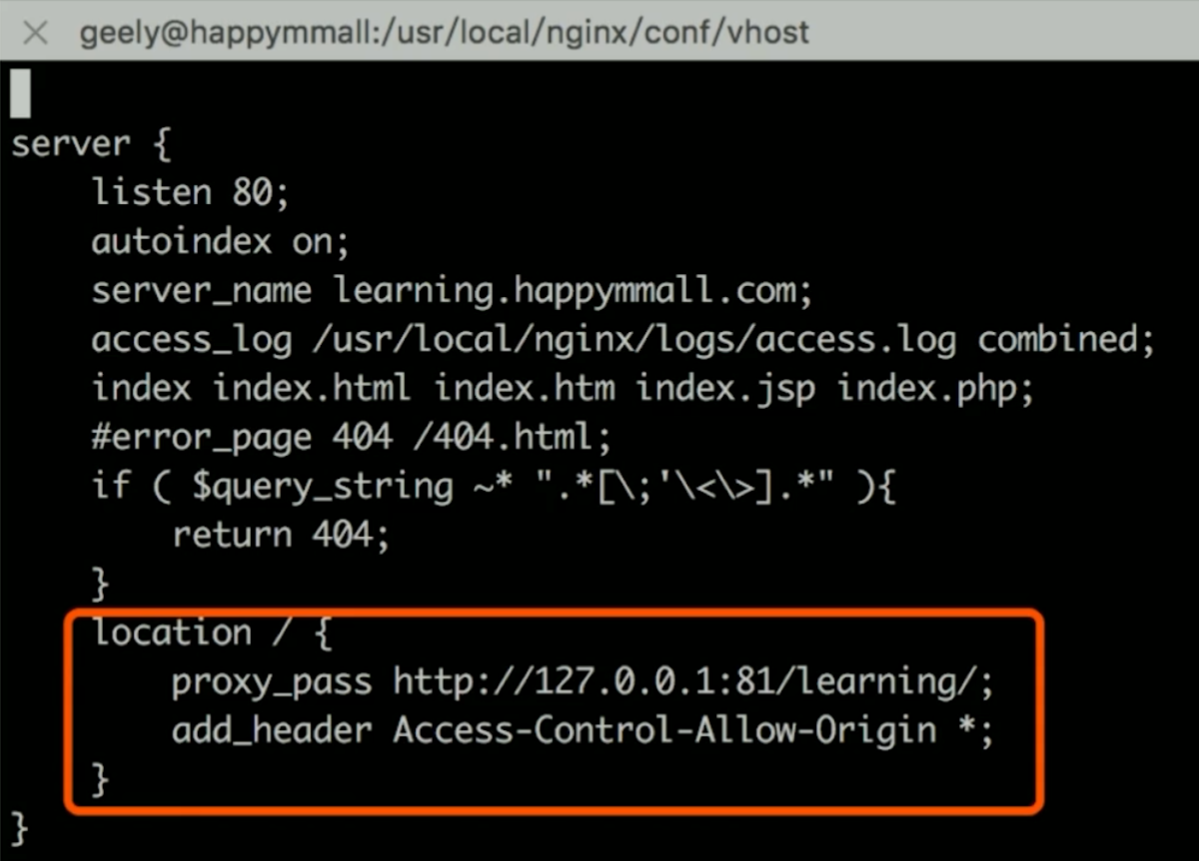 geely@happymmall:/usr/local/nginx/conf/vhost
server {
    listen 80;
    autoindex on;
    server_name learning.happymmall.com;
    access_log /usr/local/nginx/logs/access.log combined;
    index index.html index.htm index.jsp index.php;
    #error_page 404 /404.html;
    if ( $query_string ~* ".*[\;'\<\>].*" ){
        return 404;
    }
    location / {
        proxy_pass http://127.0.0.1:81/learning/;
        add_header Access-Control-Allow-Origin *;
    }
}